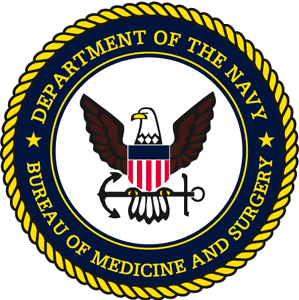 DEPARTMENT OF THE NAVY
BUREAU OF MEDICINE AND SURGERY